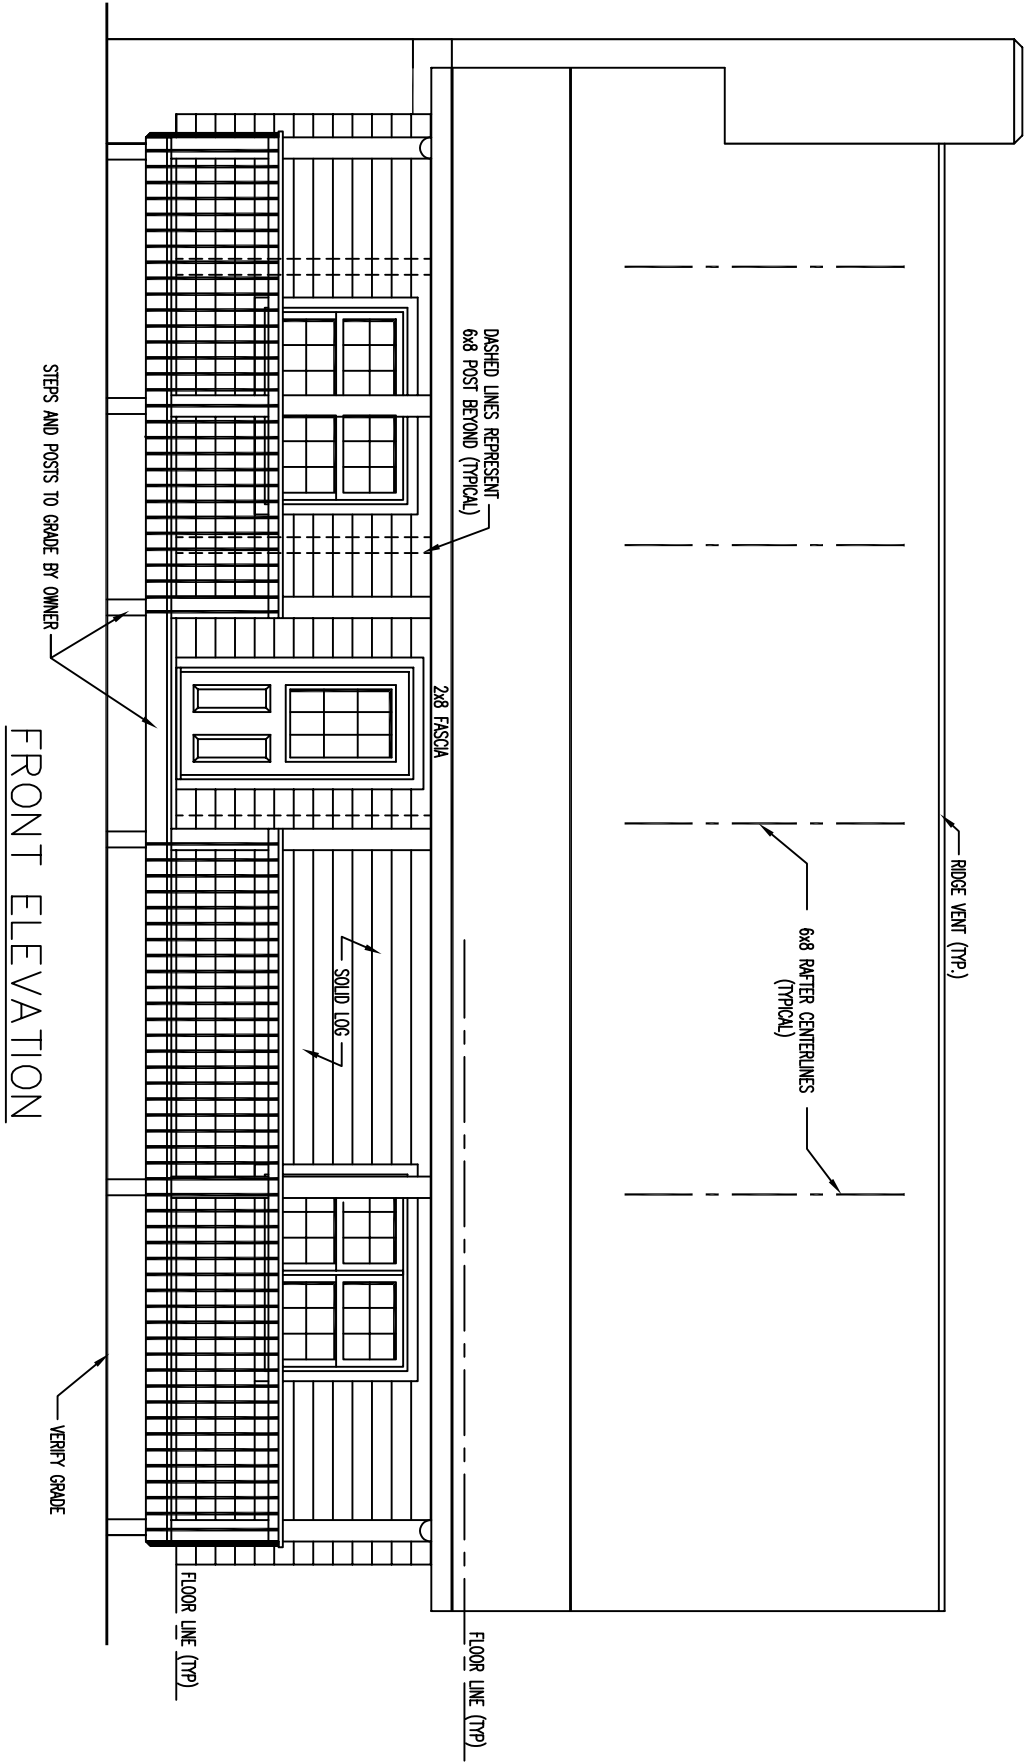 RIDGE VENT (TYP.)
6x8 RAFTER CENTERLINES
(TYPICAL)
DASHED LINES REPRESENT
6x8 POST BEYOND (TYPICAL)
2x8 FASCIA
FLOOR LINE (TYP)
SOLID LOG
FLOOR LINE (TYP)
STEPS AND POSTS TO GRADE BY OWNER
VERIFY GRADE
FRONT ELEVATION